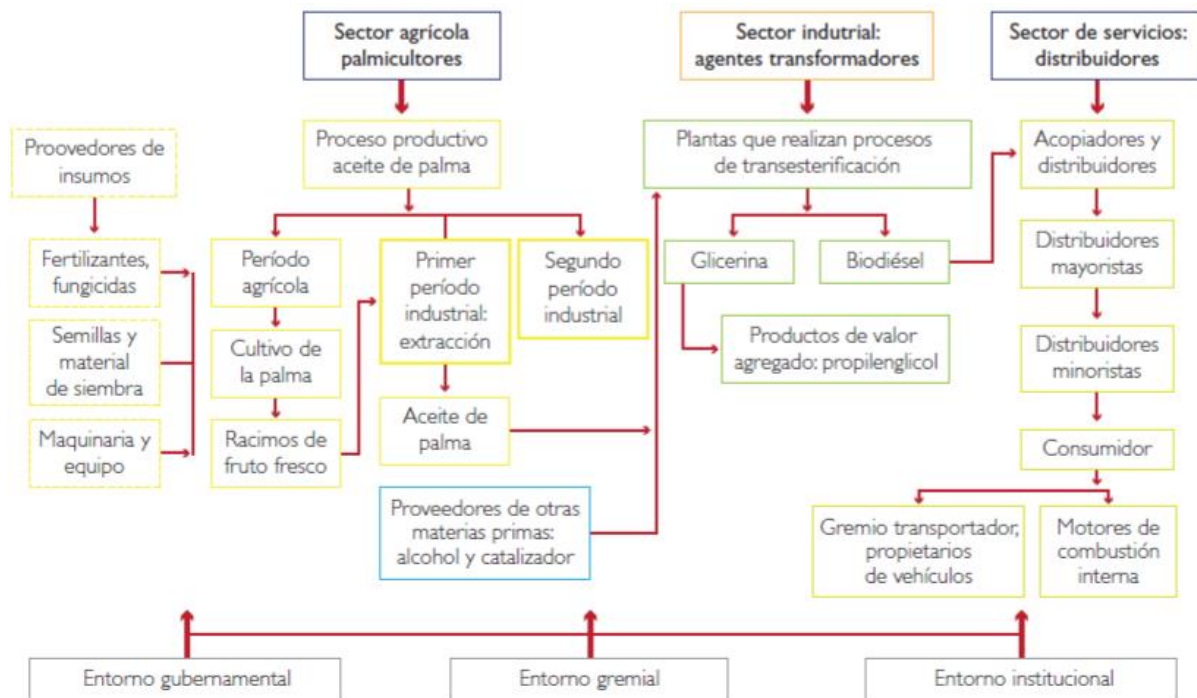 Sector agrícola
palmicultores
Sector indutrial:
agentes transformadores
Sector de servicios:
distribuidores
Proovedores de
insumos
Proceso productivo
aceite de palma
Plantas que realizan procesos
de transesterificación
Acopiadores y
distribuidores
Fertilizantes,
fungicidas
Período
agrícola
Primer
período
industrial:
extracción
Segundo
período
industrial
Glicerina
Biodiésel
Distribuidores
mayoristas
Semillas y
material
de siembra
Cultivo de
la palma
Productos de valor
agregado: propilenglicol
Distribuidores
minoristas
Maquinaria y
equipo
Racimos de
fruto fresco
Aceite de
palma
Consumidor
Proveedores de otras
materias primas:
alcohol y catalizador
Gremio transportador,
propietarios
de vehículos
Motores de
combustión
interna
Entorno gubernamental
Entorno gremial
Entorno institucional